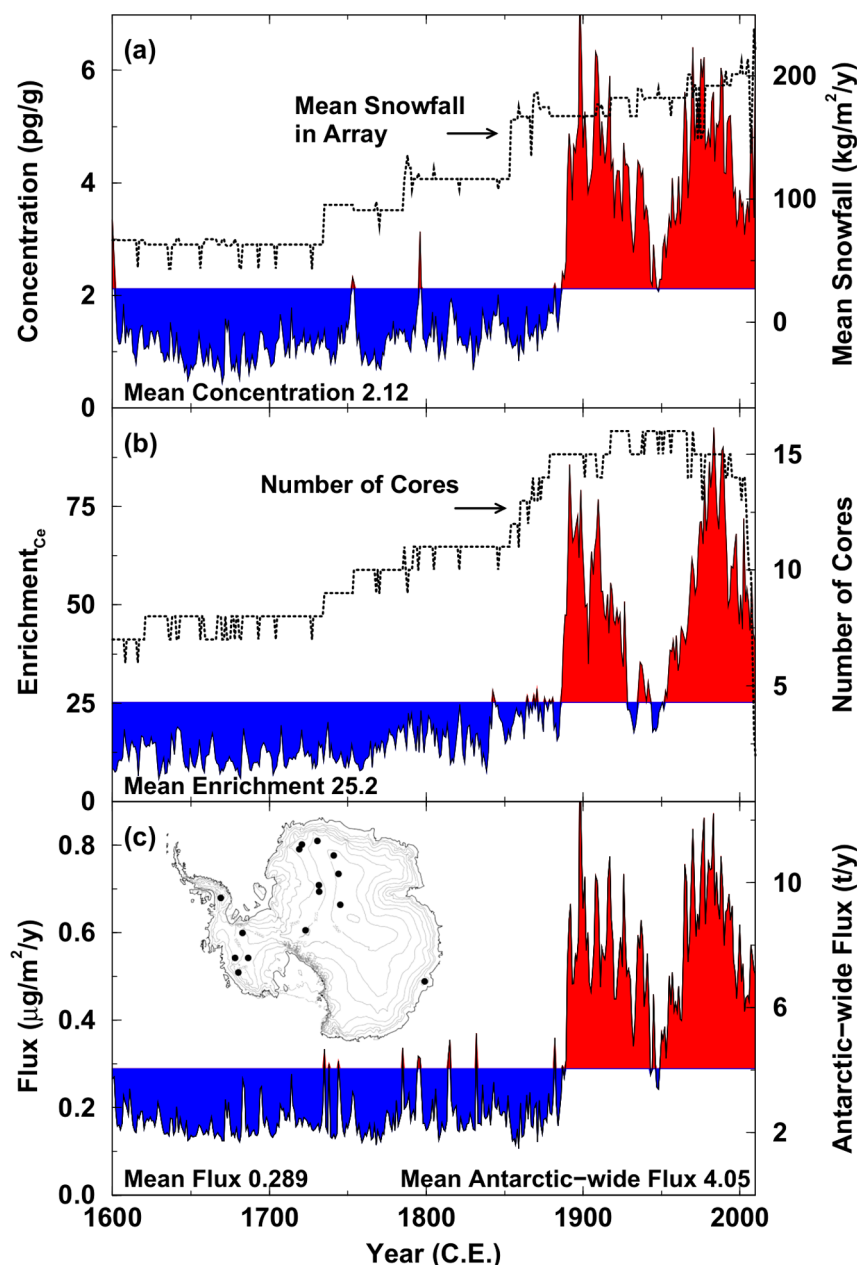 (a)
6
4
2
0
Concentration (pg/g)
Mean Snowfall
in Array
200
100
0
Mean Snowfall (kg/m²/y)
Mean Concentration 2.12
(b)
75
50
25
0
Enrichment_Ce
Number of Cores
15
10
5
Number of Cores
Mean Enrichment 25.2
(c)
0.8
0.6
0.4
0.2
0.0
Flux (μg/m²/y)
10
6
2
Antarctic−wide Flux (t/y)
Mean Flux 0.289
Mean Antarctic−wide Flux 4.05
1600
1700
1800
1900
2000
Year (C.E.)